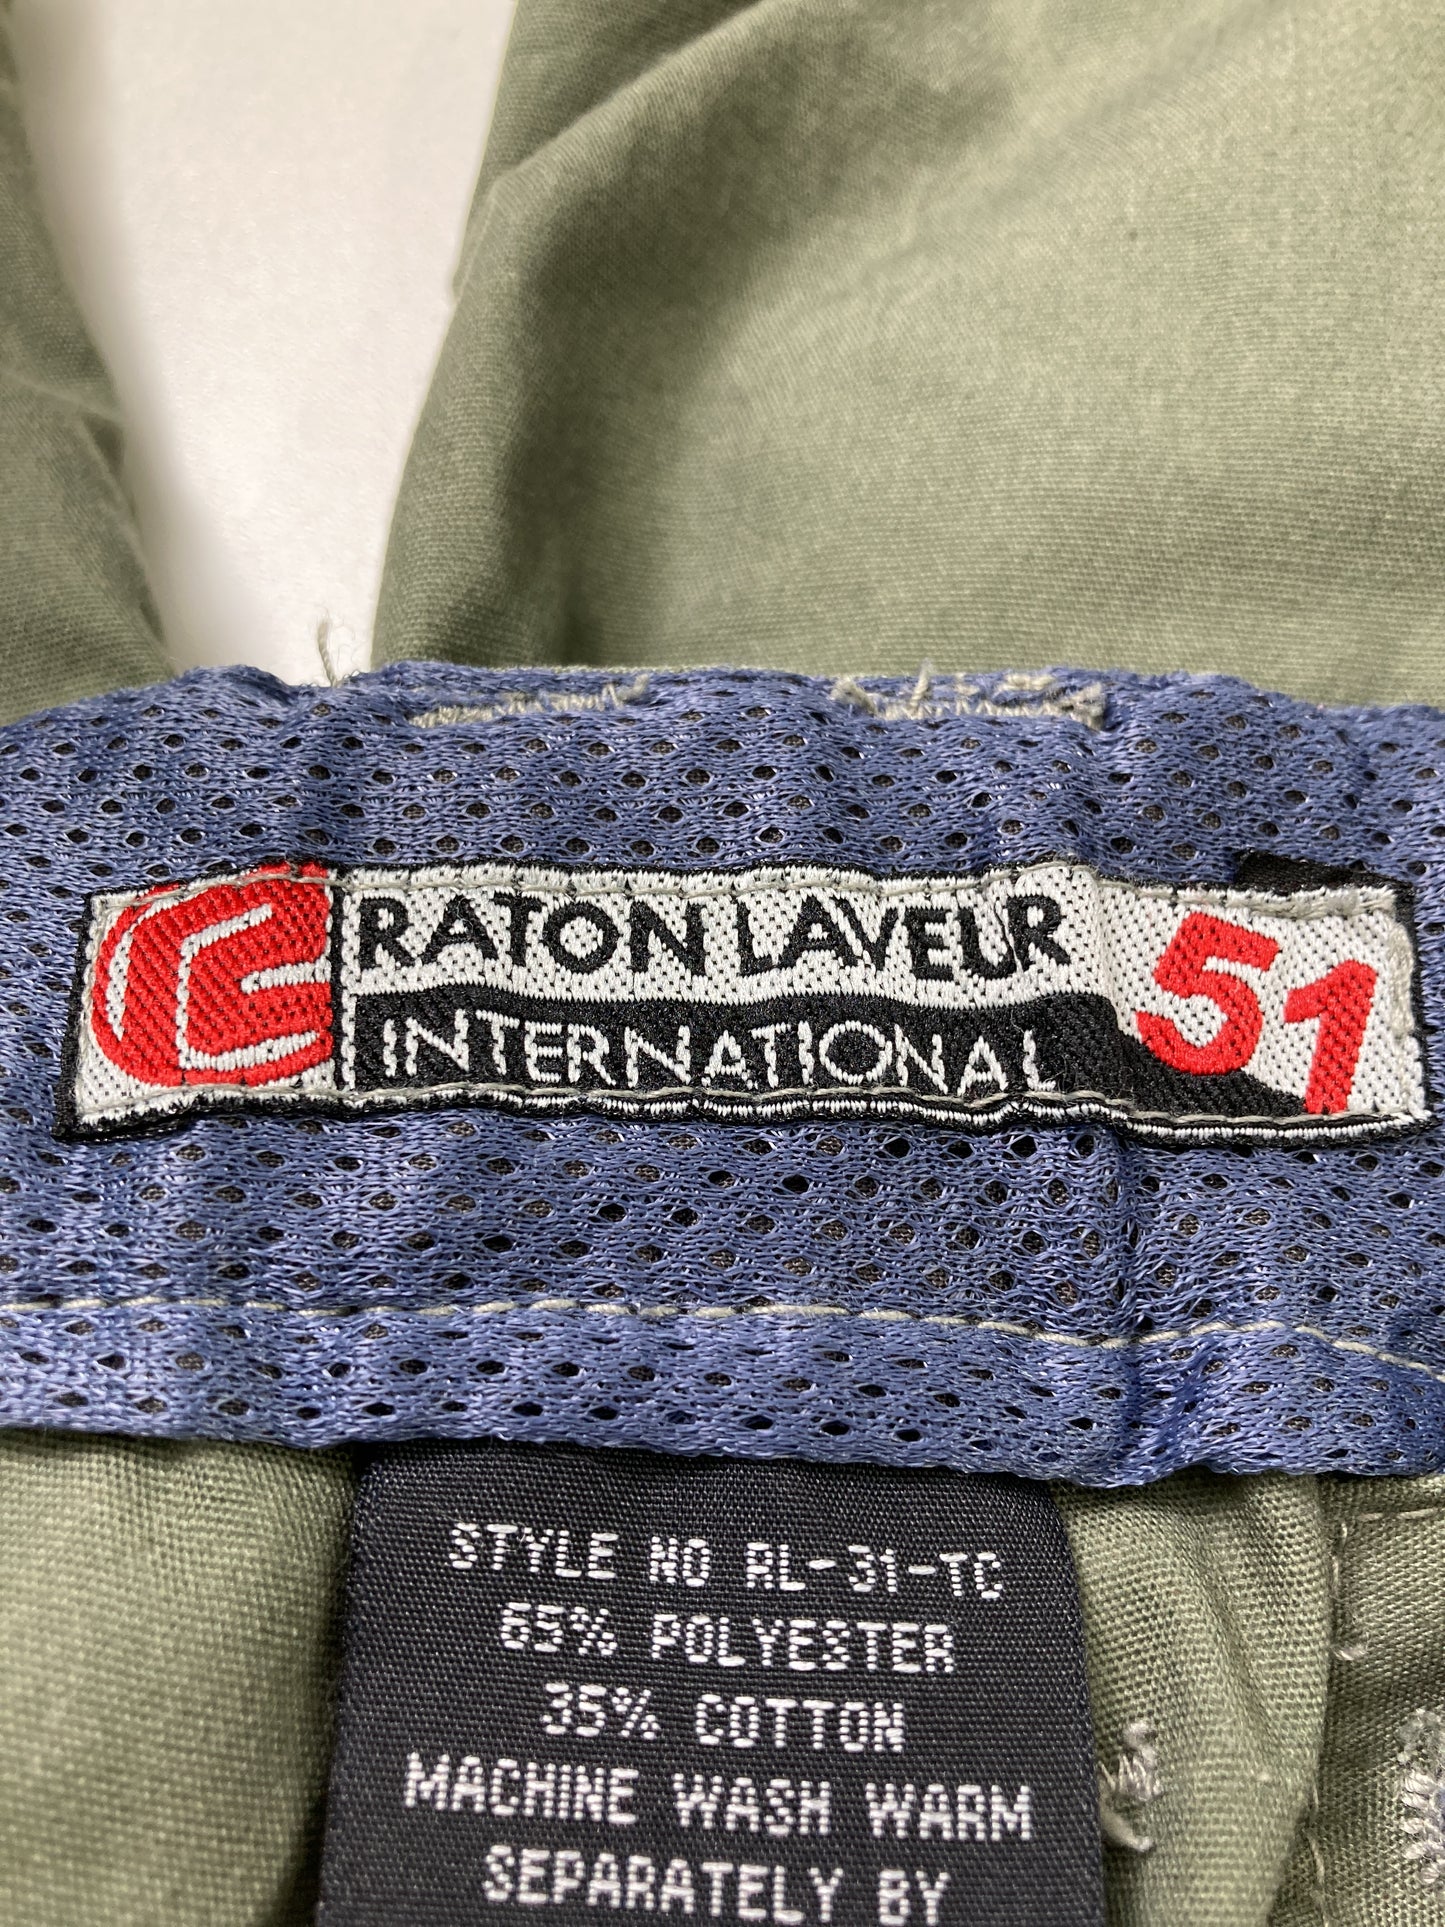 RATON LAVEUR
INTERNATIONAL
51
STYLE NO RL-31-TC
65% POLYESTER
35% COTTON
MACHINE WASH WARM
SEPARATELY BY